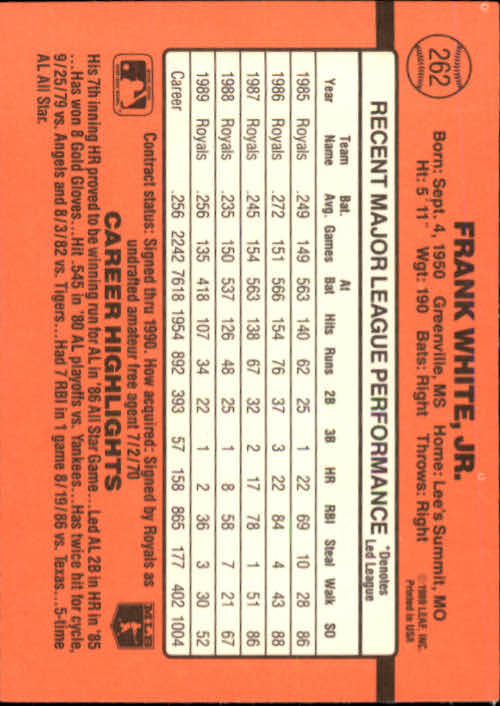 262
FRANK WHITE, JR.
Born: Sept. 4, 1950 Greenville, MS Home: Lee's Summit, MO
Ht: 5' 11" Wgt: 190 Bats: Right Throws: Right
© 1989 LEAF, INC.
Printed in USA
RECENT MAJOR LEAGUE PERFORMANCE *Denotes Led League
Year Team Name Bat. Avg. Games At Bat Hits Runs 2B 3B HR RBI Steal Walk SO
1985 Royals .249 149 563 140 62 25 1 22 69 10 28 86
1986 Royals .272 151 566 154 76 37 3 22 84 4 43 88
1987 Royals .245 154 563 138 67 32 2 17 78 1 51 86
1988 Royals .235 150 537 126 48 25 1 8 58 7 21 67
1989 Royals .256 135 418 107 34 22 1 2 36 3 30 52
Career .256 2242 7618 1954 892 393 57 158 865 177 402 1004
Contract status: Signed thru 1990. How acquired: Signed by Royals as
undrafted amateur free agent 7/2/70
MLB
CAREER HIGHLIGHTS
His 7th inning HR proved to be winning run for AL in '86 All Star Game...Led AL 2B in HR in '85
...Has won 8 Gold Gloves...Hit .545 in '80 AL playoffs vs. Yankees...Has twice hit for cycle,
9/25/79 vs. Angels and 8/3/82 vs. Tigers...Had 7 RBI in 1 game 8/19/86 vs. Texas...5-time
AL All Star.